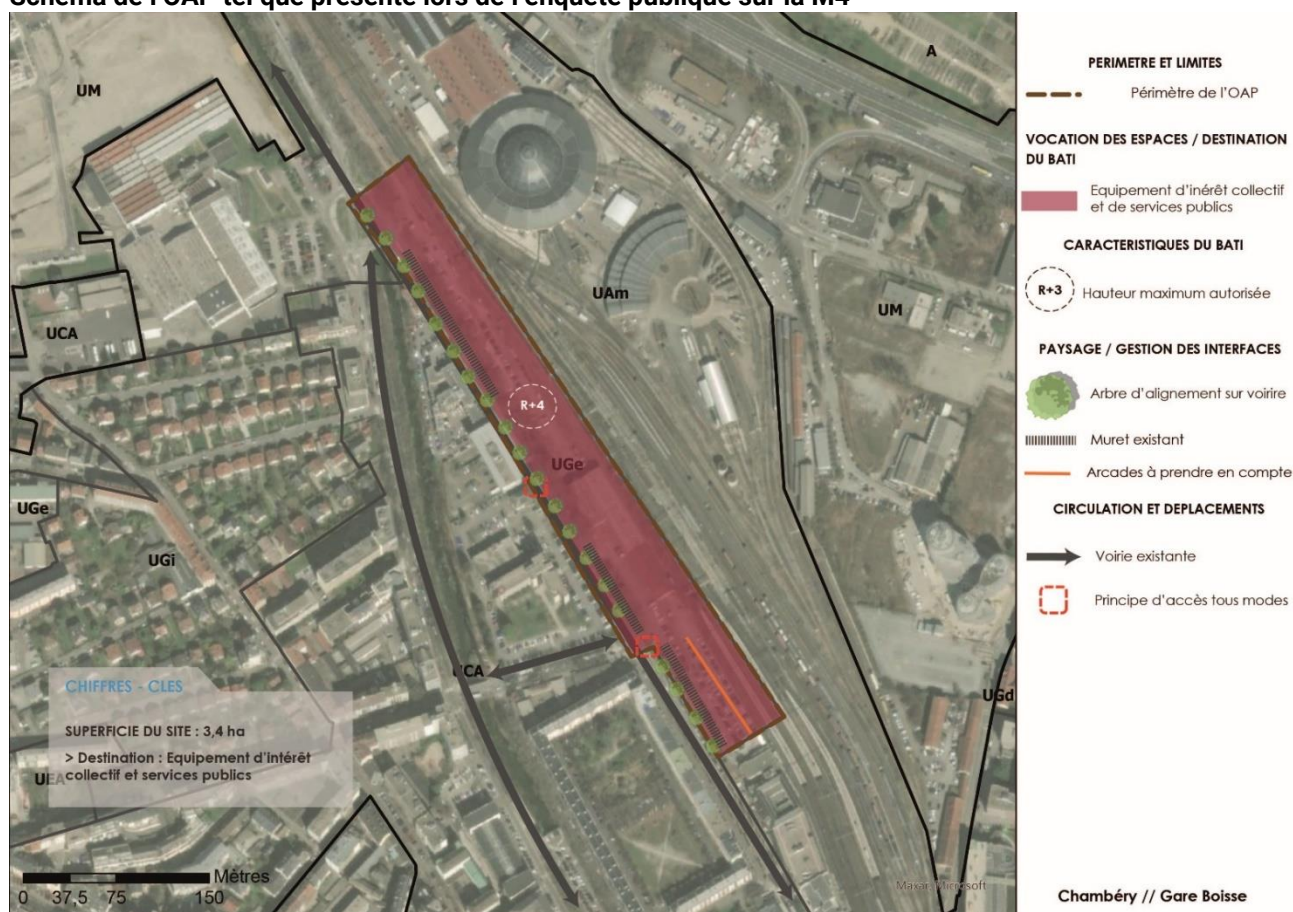 Schéma de l'OAP tel que présenté lors de l'enquête publique sur la M4
UM
A
UCA
UAm
UM
R+4
UGe
UGe
UGi
UCA
UGd
UEA
CHIFFRES - CLES
SUPERFICIE DU SITE : 3,4 ha
> Destination : Equipement d'intérêt
collectif et services publics
Mètres
0 37,5 75 150
Maxar, Microsoft
PERIMETRE ET LIMITES
Périmètre de l'OAP
VOCATION DES ESPACES / DESTINATION
DU BATI
Equipement d'inérêt collectif
et de services publics
CARACTERISTIQUES DU BATI
R+3
Hauteur maximum autorisée
PAYSAGE / GESTION DES INTERFACES
Arbre d'alignement sur voirire
Muret existant
Arcades à prendre en compte
CIRCULATION ET DEPLACEMENTS
Voirie existante
Principe d'accès tous modes
Chambéry // Gare Boisse